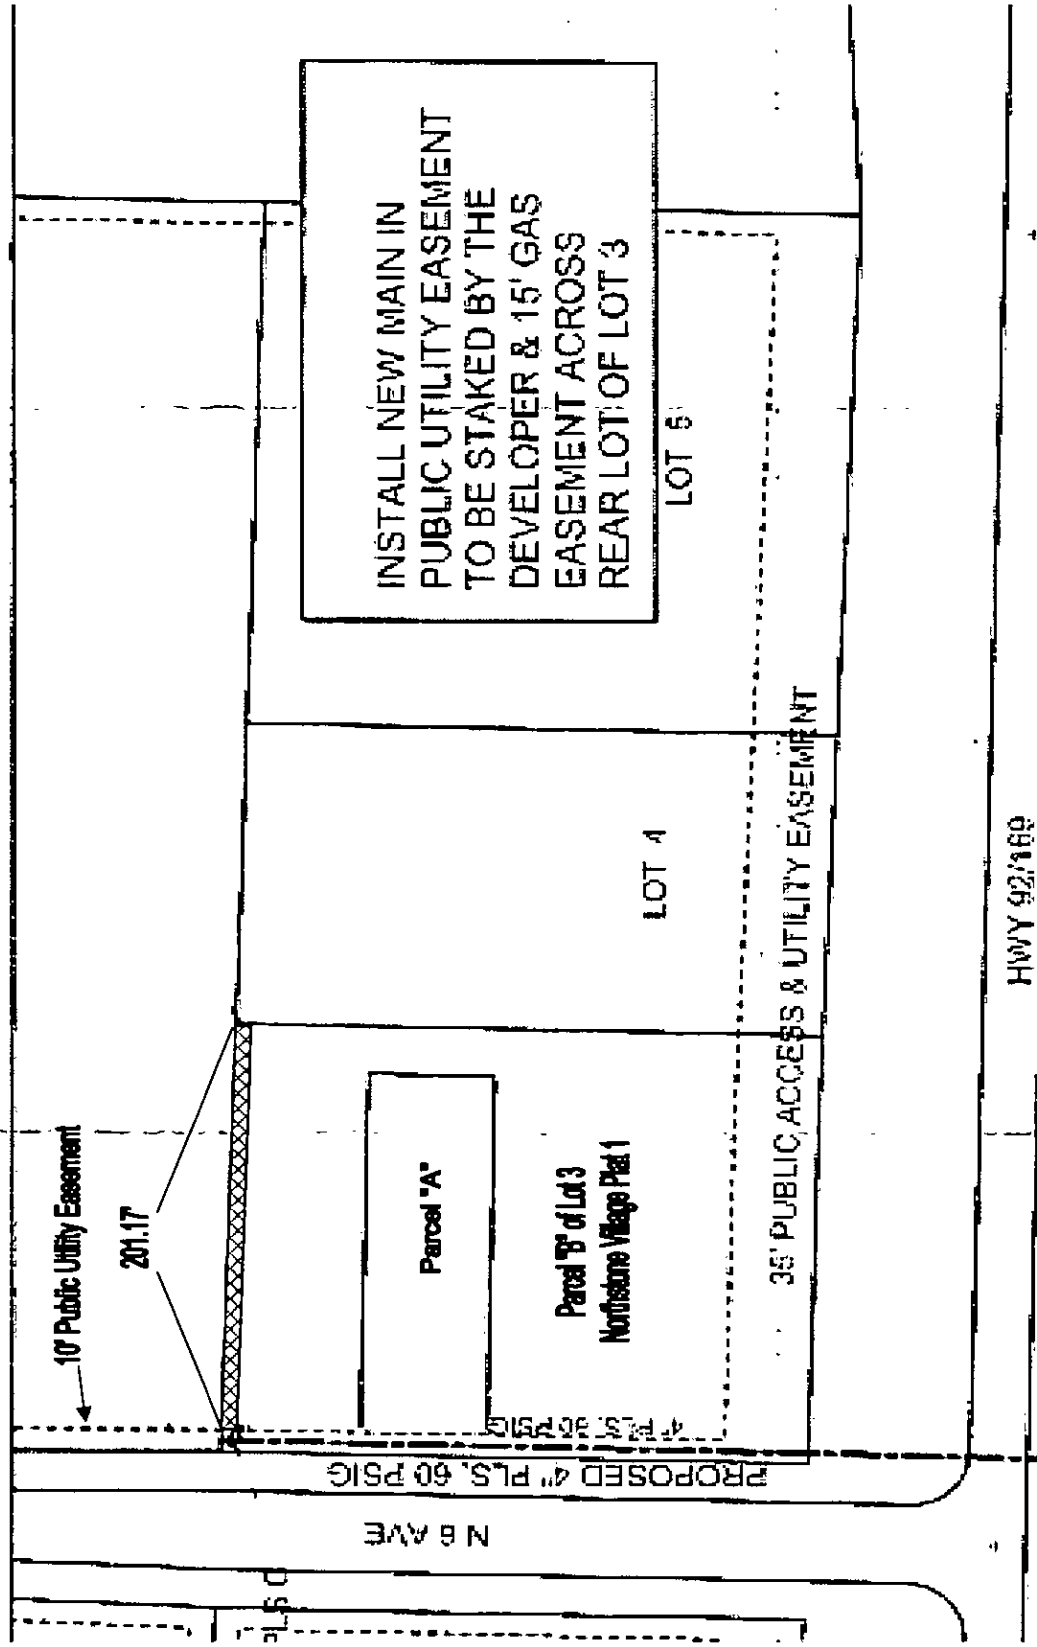 INSTALL NEW MAIN IN
PUBLIC UTILITY EASEMENT
TO BE STAKED BY THE
DEVELOPER & 15' GAS
EASEMENT ACROSS
REAR LOT OF LOT 3
LOT 5
LOT 4
10' Public Utility Easement
201.17'
Parcel "A"
Parcel "B" of Lot 3
Northstone Village Plat 1
35' PUBLIC ACCESS & UTILITY EASEMENT
HWY 92/169
4" PLS. 60 PSIG
PROPOSED 4" PLS. 60 PSIG
N 6 AVE